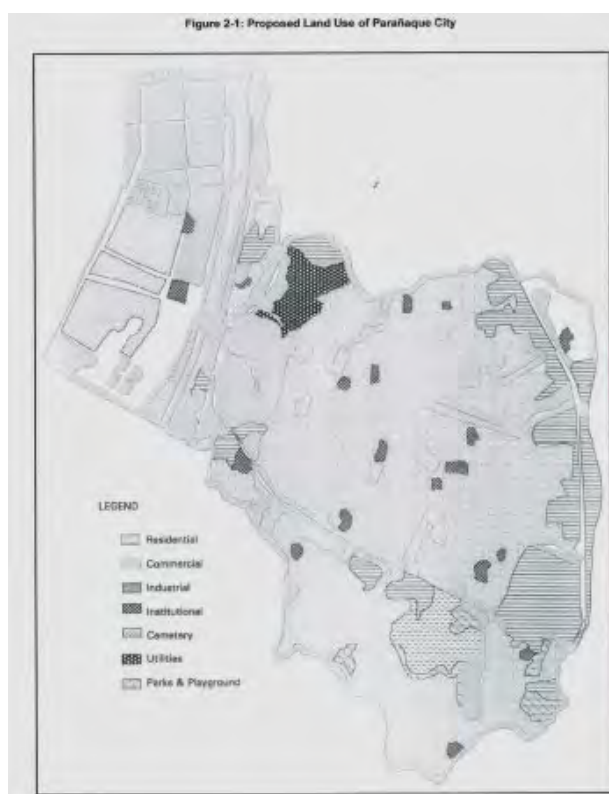 Figure 2-1: Proposed Land Use of Parañaque City
LEGEND
Residential
Commercial
Industrial
Institutional
Cemetery
Utilities
Parks & Playground